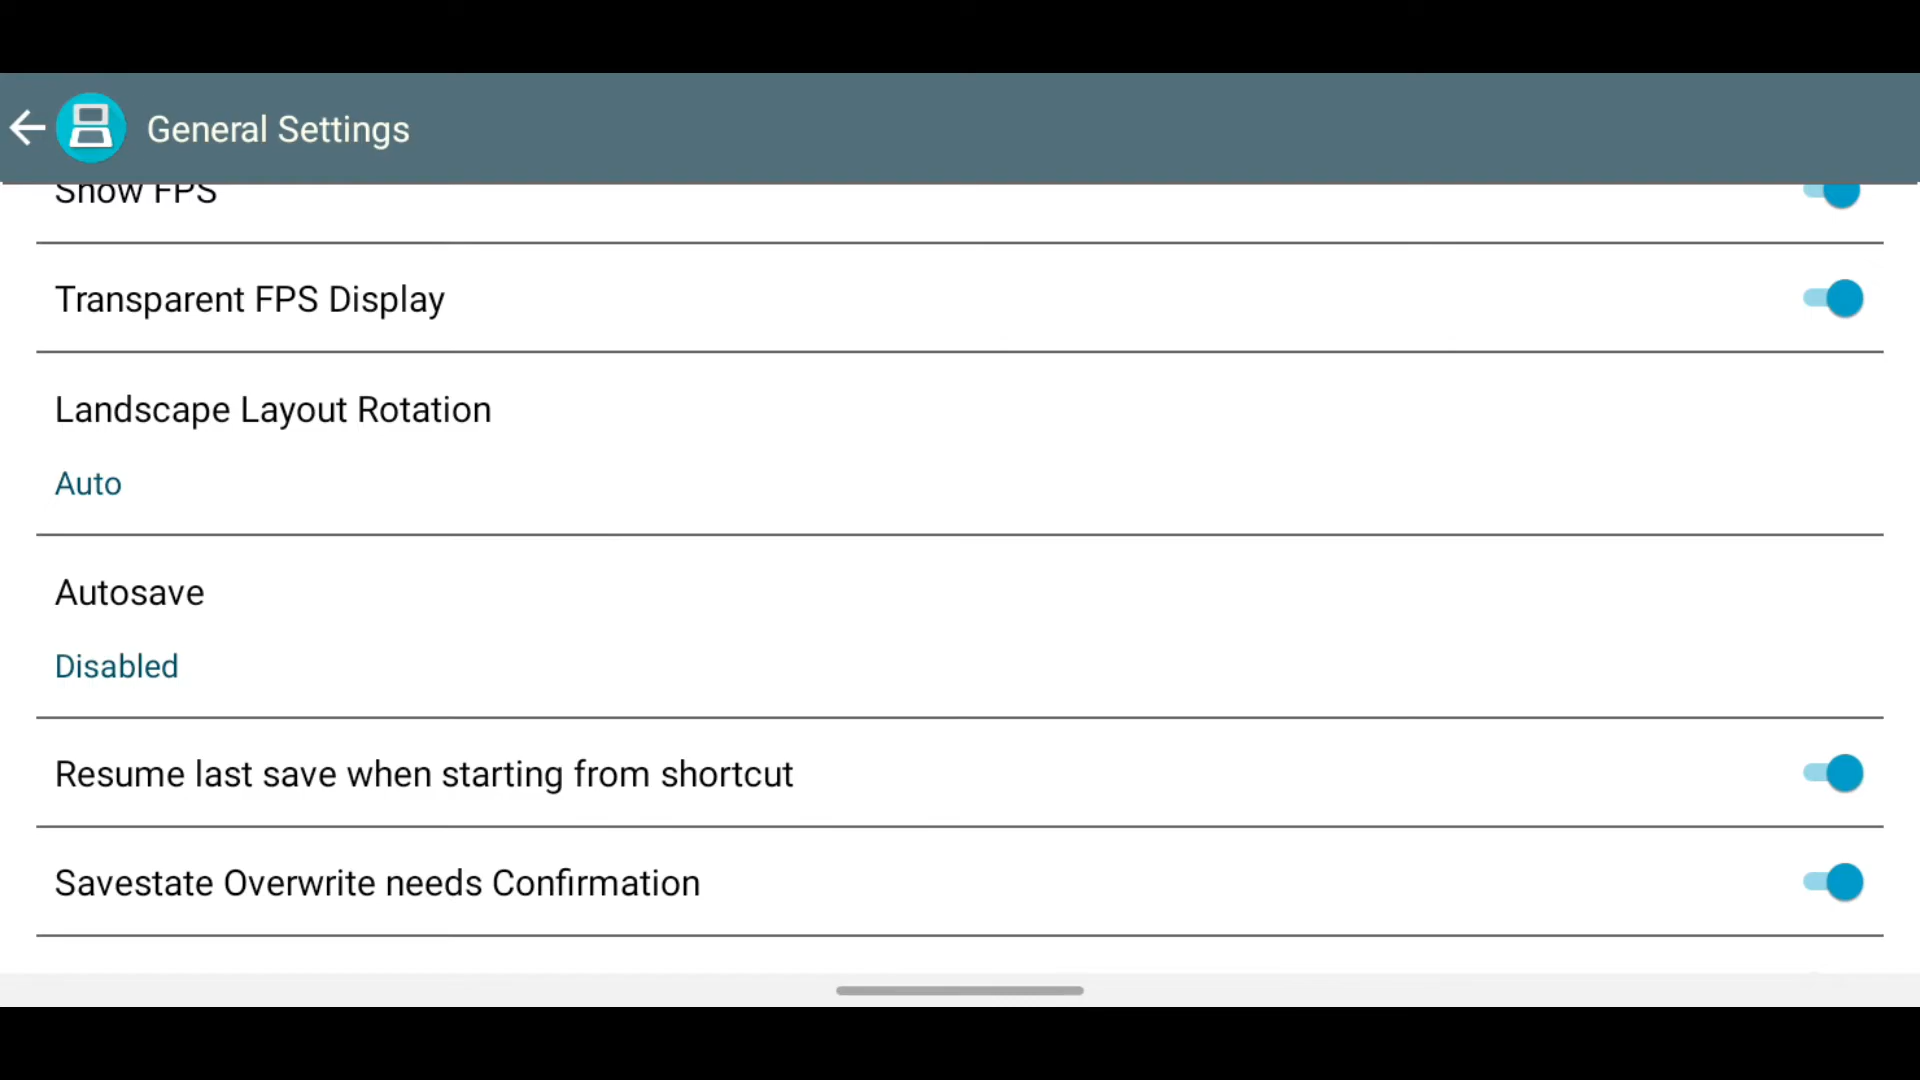 General Settings
Show FPS
Transparent FPS Display
Landscape Layout Rotation
Auto
Autosave
Disabled
Resume last save when starting from shortcut
Savestate Overwrite needs Confirmation